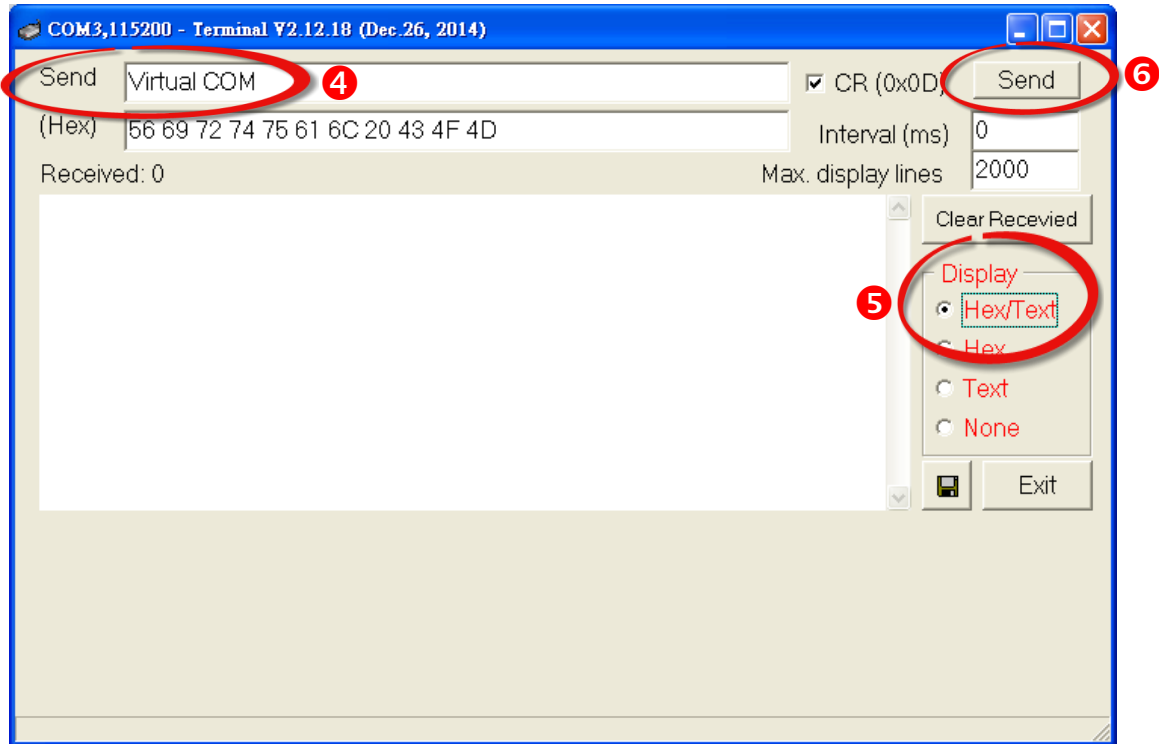 COM3,115200 - Terminal V2.12.18 (Dec.26, 2014)
Send Virtual COM 4 CR (0x0D) Send 6
(Hex) 56 69 72 74 75 61 6C 20 43 4F 4D Interval (ms) 0
Received: 0 Max. display lines 2000
Clear Recevied
Display
5 Hex/Text
Hex
Text
None
Exit